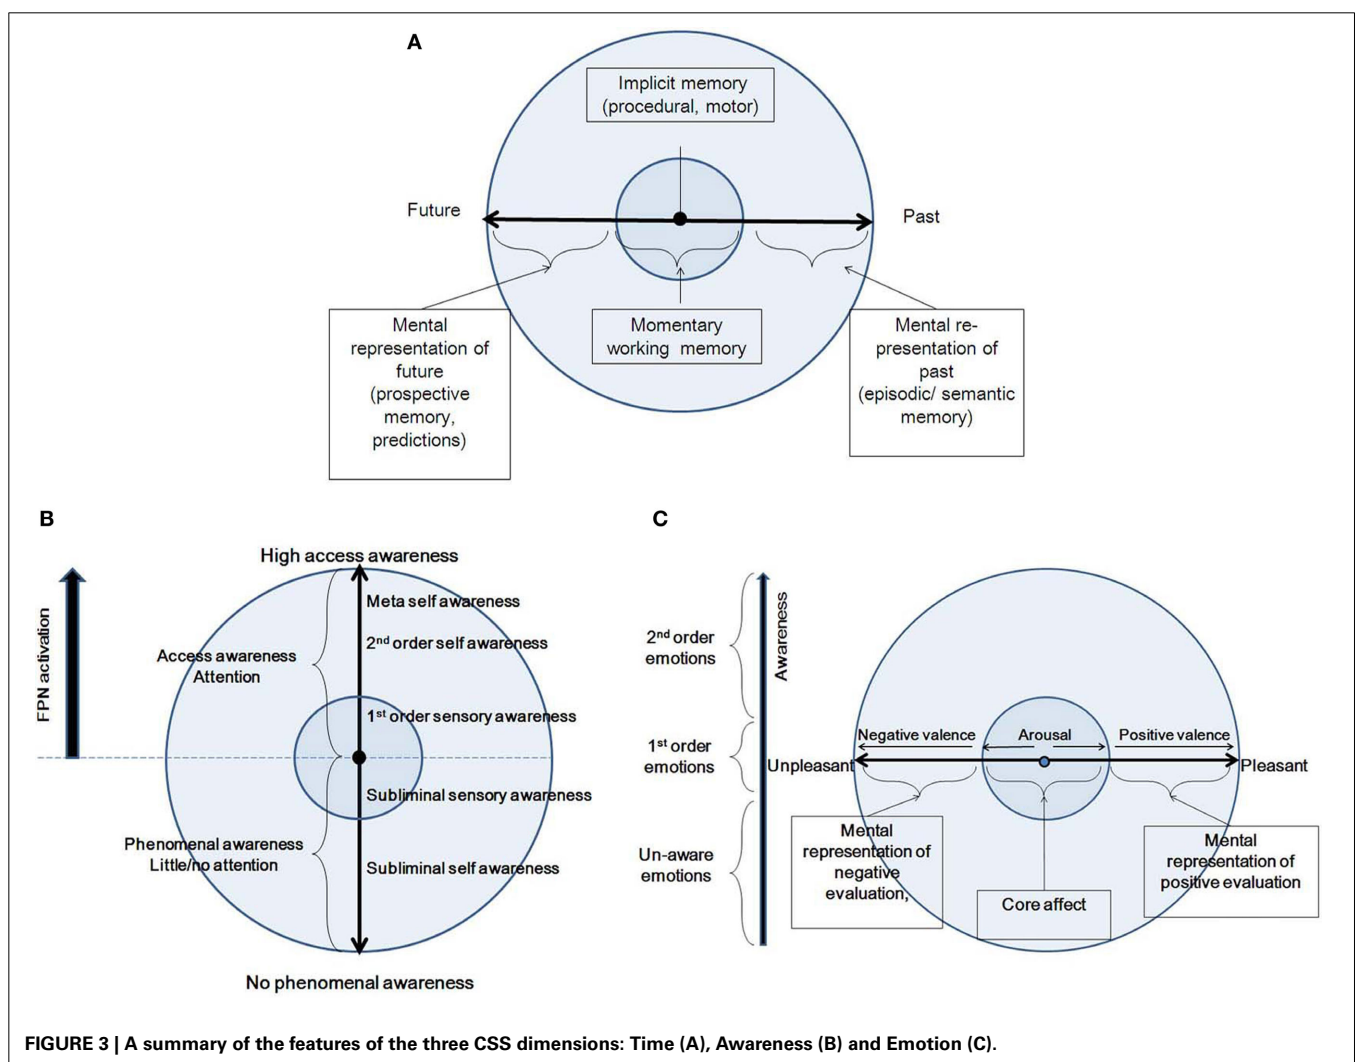 A
Implicit memory
(procedural, motor)
Future
Past
Mental
representation of
future
(prospective
memory,
predictions)
Momentary
working memory
Mental re-
presentation of
past
(episodic/ semantic
memory)
B
High access awareness
FPN activation
Meta self awareness
2nd order self awareness
Access awareness
Attention
1st order sensory awareness
Subliminal sensory awareness
Phenomenal awareness
Little/no attention
Subliminal self awareness
No phenomenal awareness
C
Awareness
2nd order
emotions
1st order
emotions
Un-aware
emotions
Negative valence
Arousal
Positive valence
Unpleasant
Pleasant
Mental
representation of
negative
evaluation,
Core affect
Mental
representation of
positive evaluation
FIGURE 3 | A summary of the features of the three CSS dimensions: Time (A), Awareness (B) and Emotion (C).